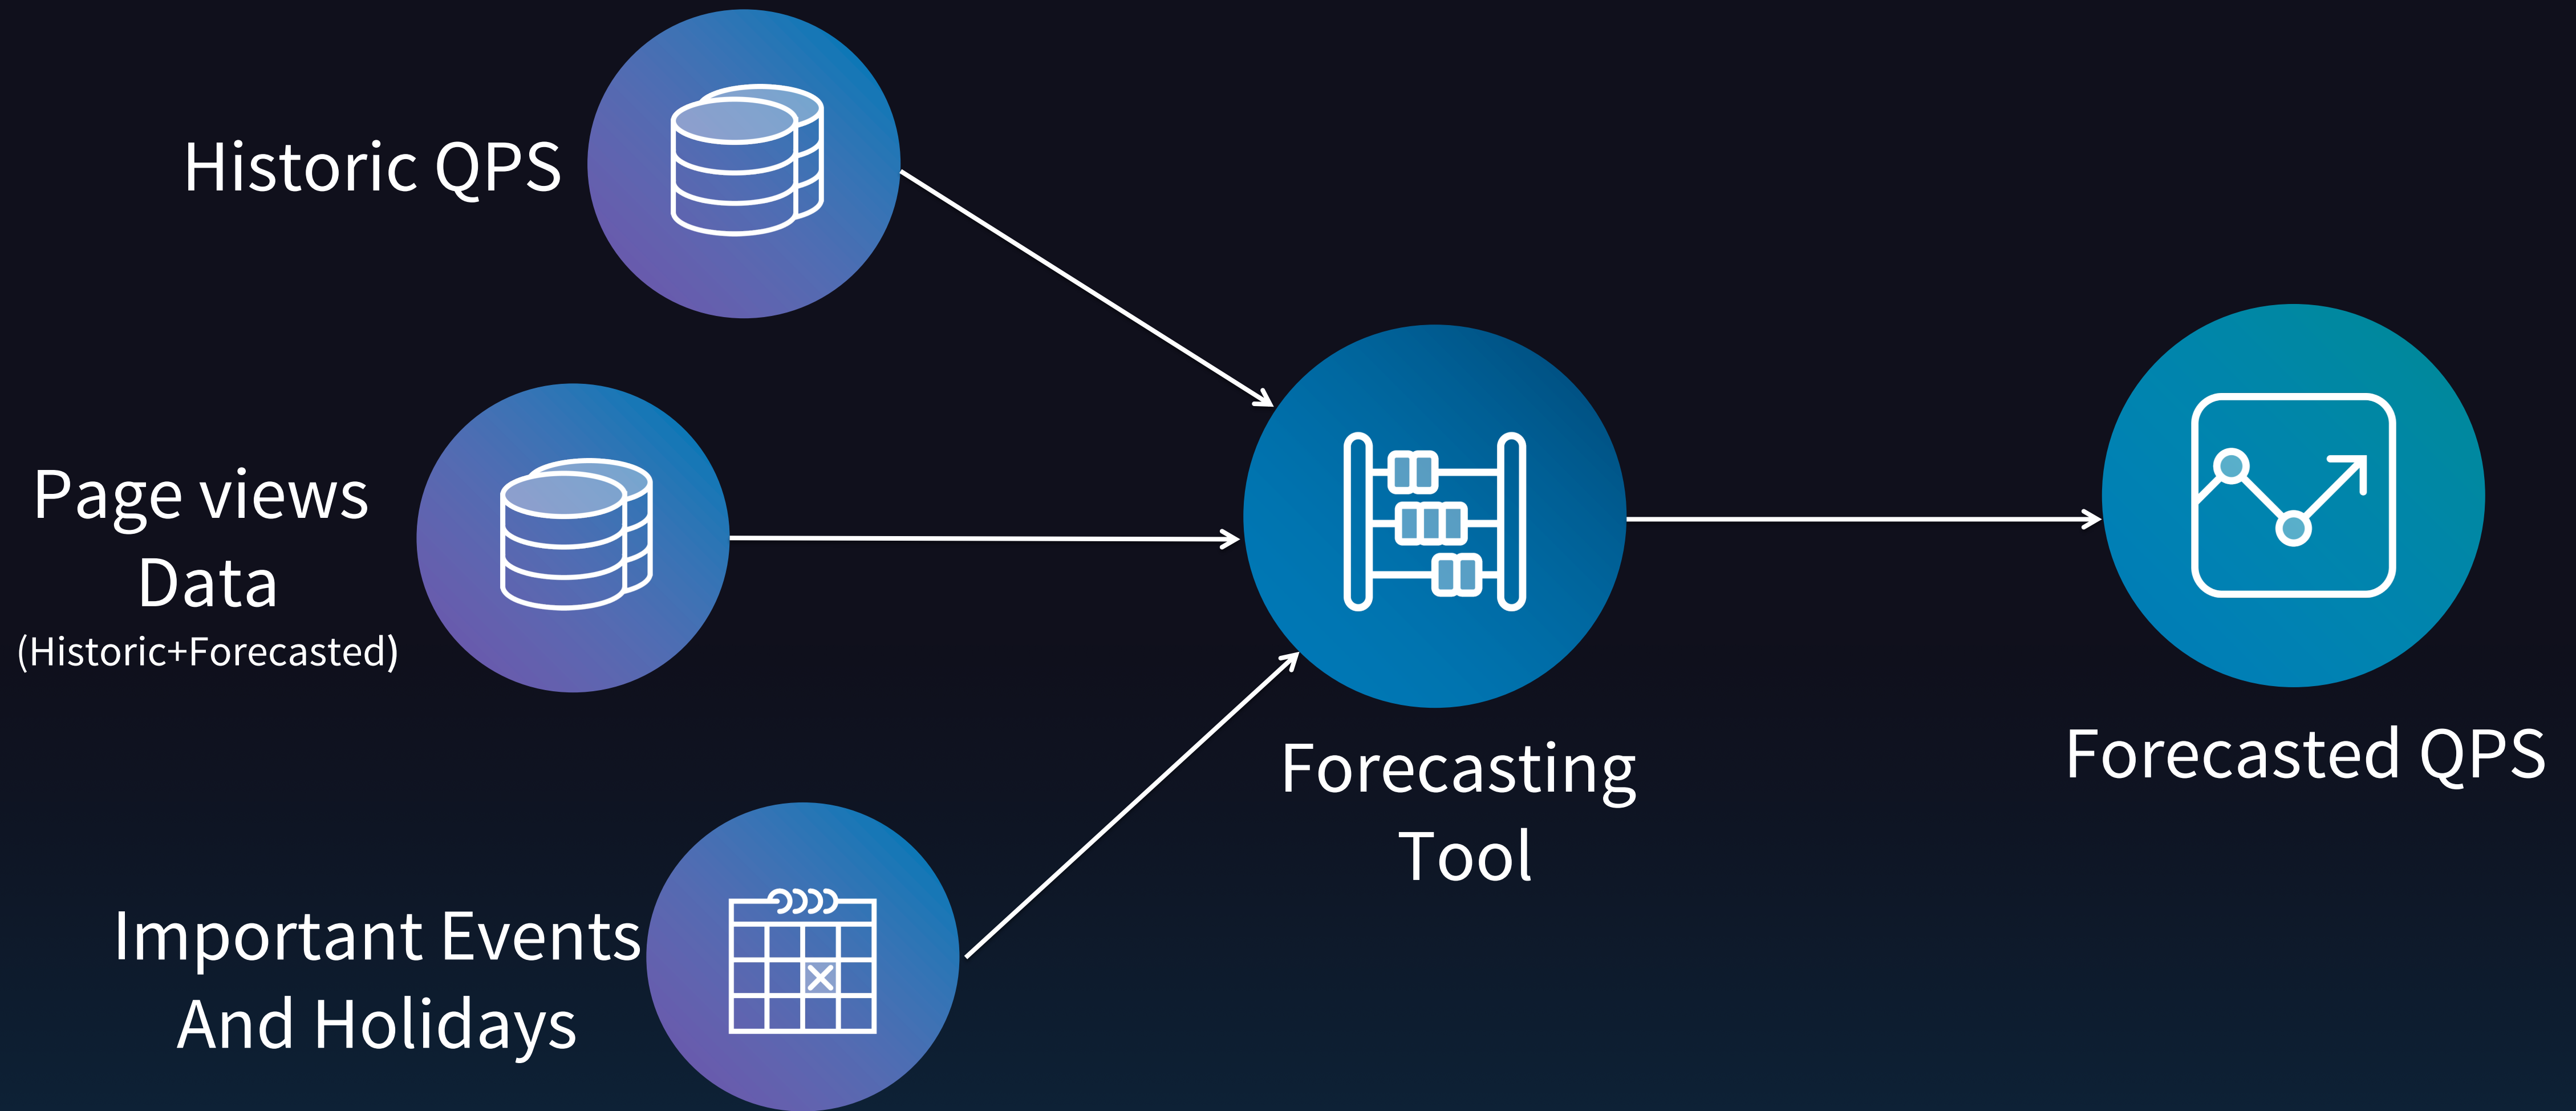 Historic QPS
Page views
Data
(Historic+Forecasted)
Important Events
And Holidays
Forecasting
Tool
Forecasted QPS